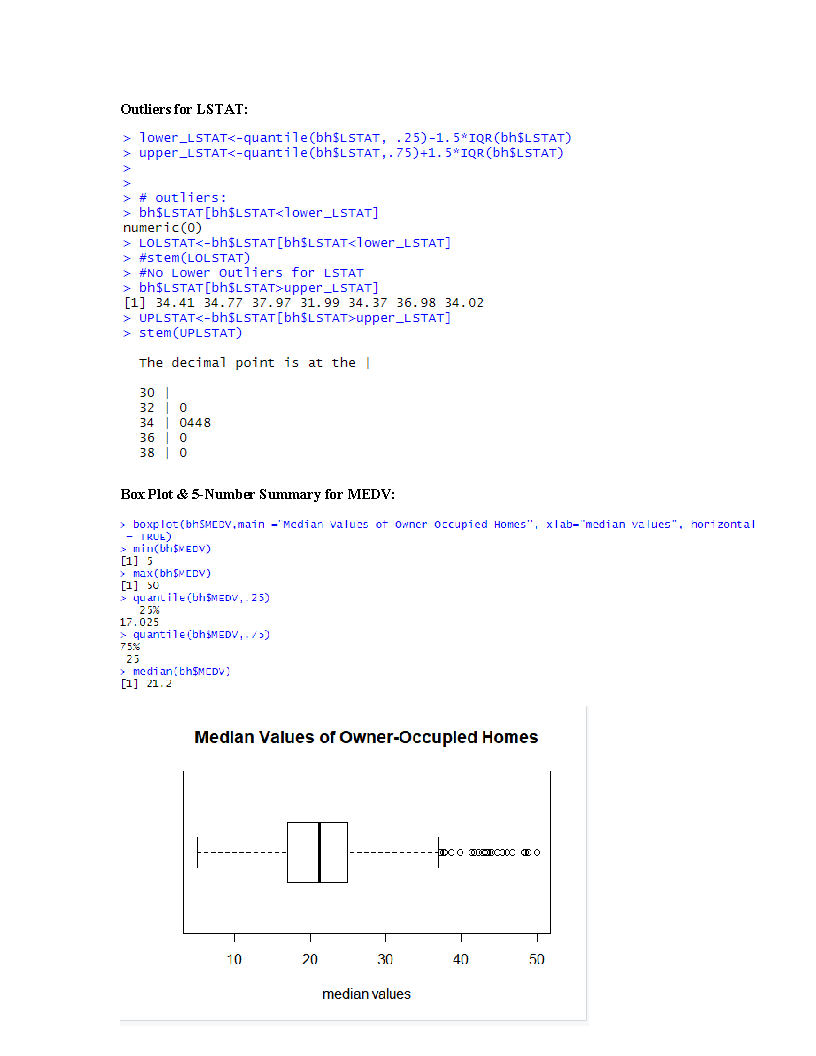 Outliers for LSTAT:
> lower_LSTAT<-quantile(bh$LSTAT, .25)-1.5*IQR(bh$LSTAT)
> upper_LSTAT<-quantile(bh$LSTAT,.75)+1.5*IQR(bh$LSTAT)
>
>
> # outliers:
> bh$LSTAT[bh$LSTAT<lower_LSTAT]
numeric(0)
> LOLSTAT<-bh$LSTAT[bh$LSTAT<lower_LSTAT]
> #stem(LOLSTAT)
> #No Lower Outliers for LSTAT
> bh$LSTAT[bh$LSTAT>upper_LSTAT]
[1] 34.41 34.77 37.97 31.99 34.37 36.98 34.02
> UPLSTAT<-bh$LSTAT[bh$LSTAT>upper_LSTAT]
> stem(UPLSTAT)
The decimal point is at the |
30 |
32 | 0
34 | 0448
36 | 0
38 | 0
Box Plot & 5-Number Summary for MEDV:
> boxplot(bh$MEDV,main ="Median Values of Owner-Occupied Homes", xlab="median values", horizontal
= TRUE)
> min(bh$MEDV)
[1] 5
> max(bh$MEDV)
[1] 50
> quantile(bh$MEDV,.25)
25%
17.025
> quantile(bh$MEDV,.75)
75%
25
> median(bh$MEDV)
[1] 21.2
Median Values of Owner-Occupied Homes
10 20 30 40 50
median values